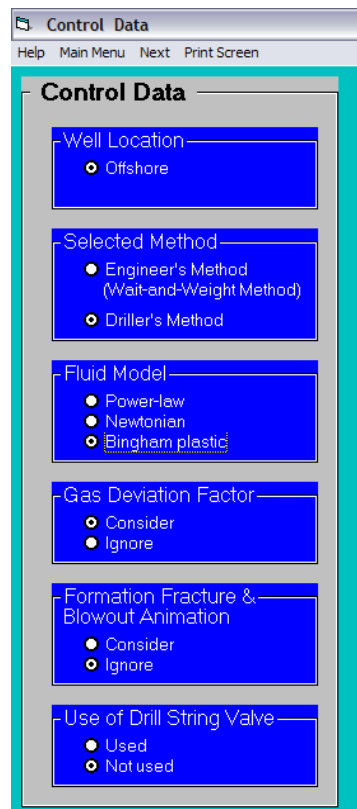 Control Data
Help Main Menu Next Print Screen
Control Data
Well Location
Offshore
Selected Method
Engineer's Method
(Wait-and-Weight Method)
Driller's Method
Fluid Model
Power-law
Newtonian
Bingham plastic
Gas Deviation Factor
Consider
Ignore
Formation Fracture &
Blowout Animation
Consider
Ignore
Use of Drill String Valve
Used
Not used